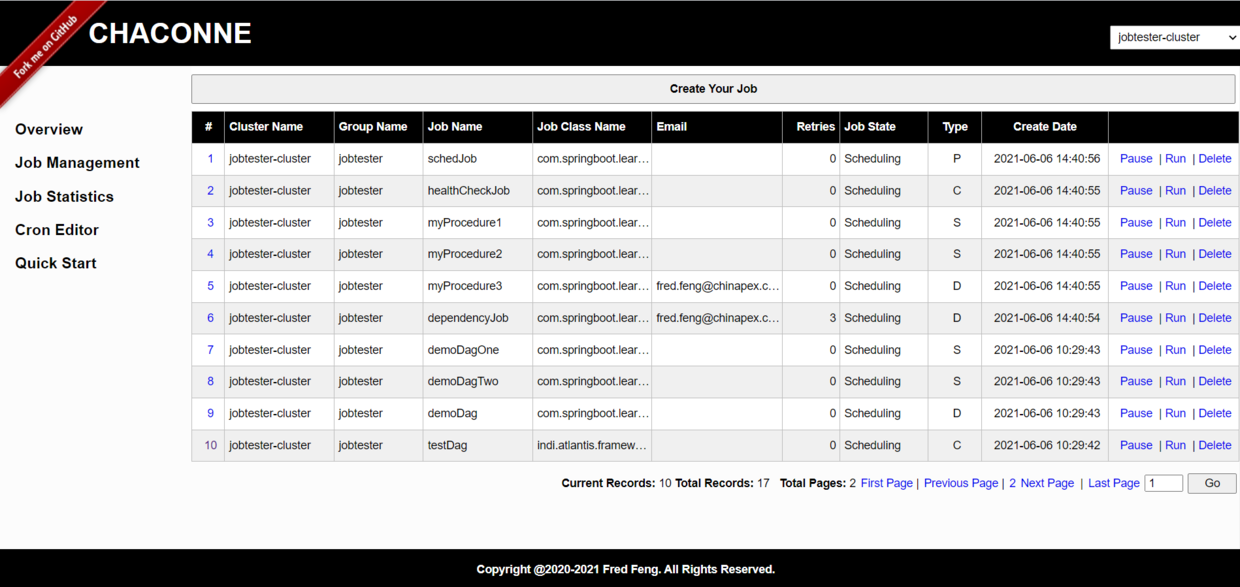 Fork me on GitHub
CHACONNE
jobtester-cluster
Create Your Job
Overview
Job Management
Job Statistics
Cron Editor
Quick Start
# Cluster Name Group Name Job Name Job Class Name Email Retries Job State Type Create Date
1 jobtester-cluster jobtester schedJob com.springboot.lear... 0 Scheduling P 2021-06-06 14:40:56 Pause | Run | Delete
2 jobtester-cluster jobtester healthCheckJob com.springboot.lear... 0 Scheduling C 2021-06-06 14:40:55 Pause | Run | Delete
3 jobtester-cluster jobtester myProcedure1 com.springboot.lear... 0 Scheduling S 2021-06-06 14:40:55 Pause | Run | Delete
4 jobtester-cluster jobtester myProcedure2 com.springboot.lear... 0 Scheduling S 2021-06-06 14:40:55 Pause | Run | Delete
5 jobtester-cluster jobtester myProcedure3 com.springboot.lear... fred.feng@chinapex.c... 0 Scheduling D 2021-06-06 14:40:55 Pause | Run | Delete
6 jobtester-cluster jobtester dependencyJob com.springboot.lear... fred.feng@chinapex.c... 3 Scheduling D 2021-06-06 14:40:54 Pause | Run | Delete
7 jobtester-cluster jobtester demoDagOne com.springboot.lear... 0 Scheduling S 2021-06-06 10:29:43 Pause | Run | Delete
8 jobtester-cluster jobtester demoDagTwo com.springboot.lear... 0 Scheduling S 2021-06-06 10:29:43 Pause | Run | Delete
9 jobtester-cluster jobtester demoDag com.springboot.lear... 0 Scheduling D 2021-06-06 10:29:43 Pause | Run | Delete
10 jobtester-cluster jobtester testDag indi.atlantis.framew... 0 Scheduling C 2021-06-06 10:29:42 Pause | Run | Delete
Current Records: 10 Total Records: 17 Total Pages: 2 First Page | Previous Page | 2 Next Page | Last Page 1 Go
Copyright @2020-2021 Fred Feng. All Rights Reserved.